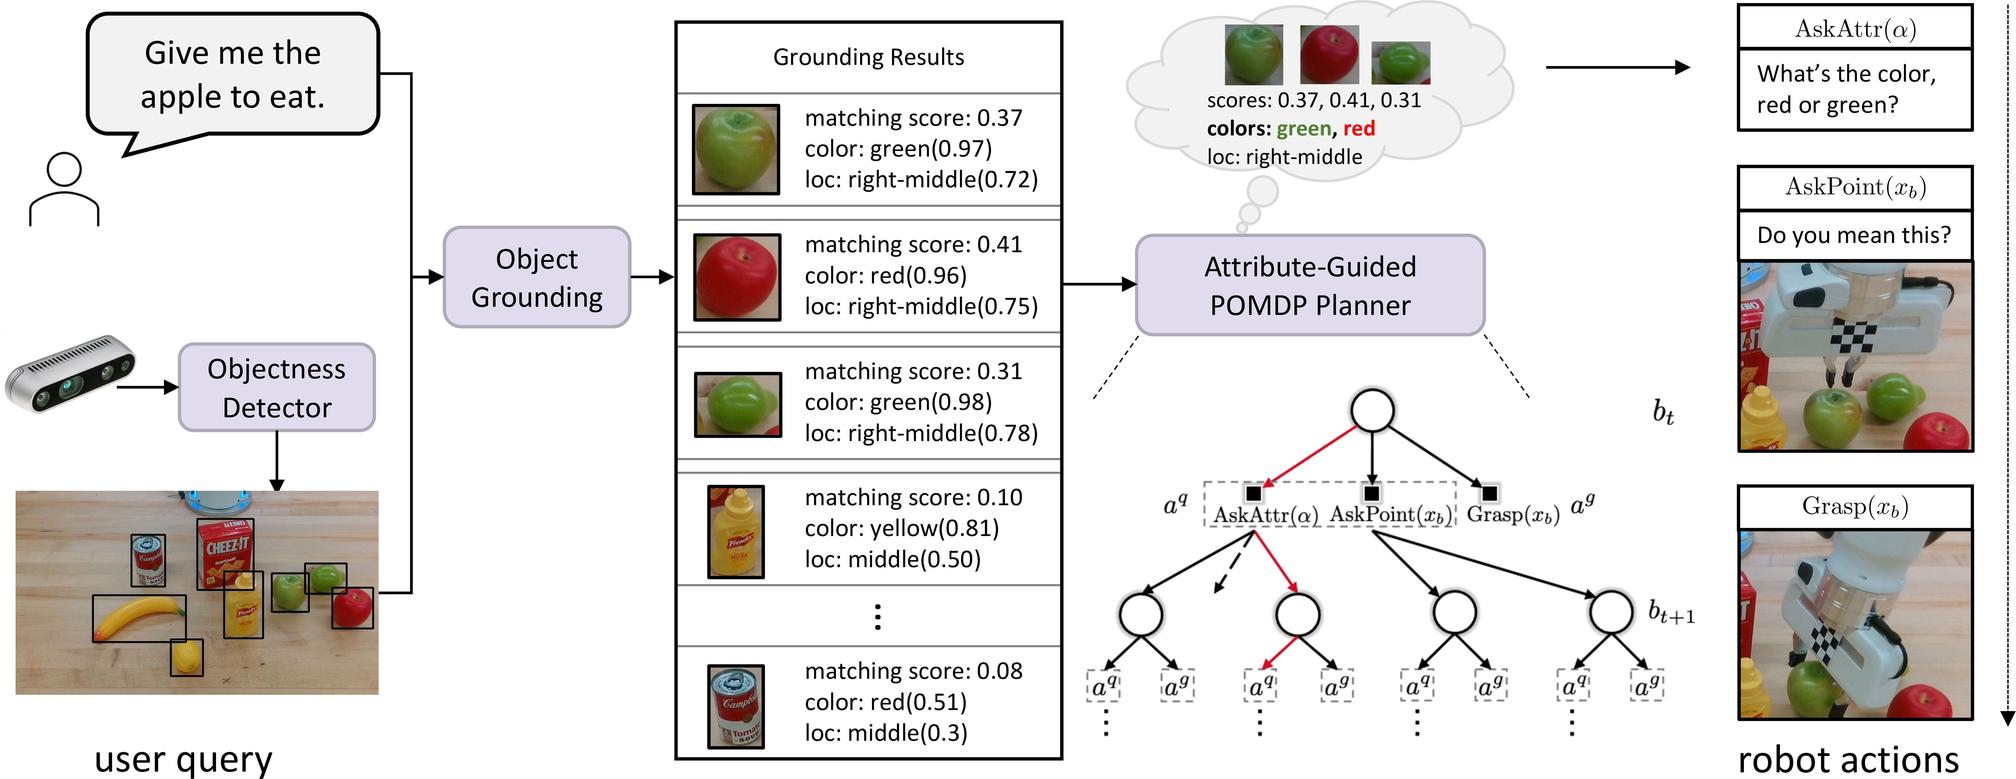 Give me the
apple to eat.
Objectness
Detector
CHEEZ-IT
user query
Object
Grounding
Grounding Results
matching score: 0.37
color: green(0.97)
loc: right-middle(0.72)
matching score: 0.41
color: red(0.96)
loc: right-middle(0.75)
matching score: 0.31
color: green(0.98)
loc: right-middle(0.78)
matching score: 0.10
color: yellow(0.81)
loc: middle(0.50)
⋮
matching score: 0.08
color: red(0.51)
loc: middle(0.3)
scores: 0.37, 0.41, 0.31
colors: green, red
loc: right-middle
Attribute-Guided
POMDP Planner
b_t
a^q AskAttr(α) AskPoint(x_b) Grasp(x_b) a^g
b_{t+1}
a^q a^g a^q a^g a^q a^g a^q a^g
⋮ ⋮ ⋮ ⋮
AskAttr(α)
What's the color,
red or green?
AskPoint(x_b)
Do you mean this?
Grasp(x_b)
robot actions